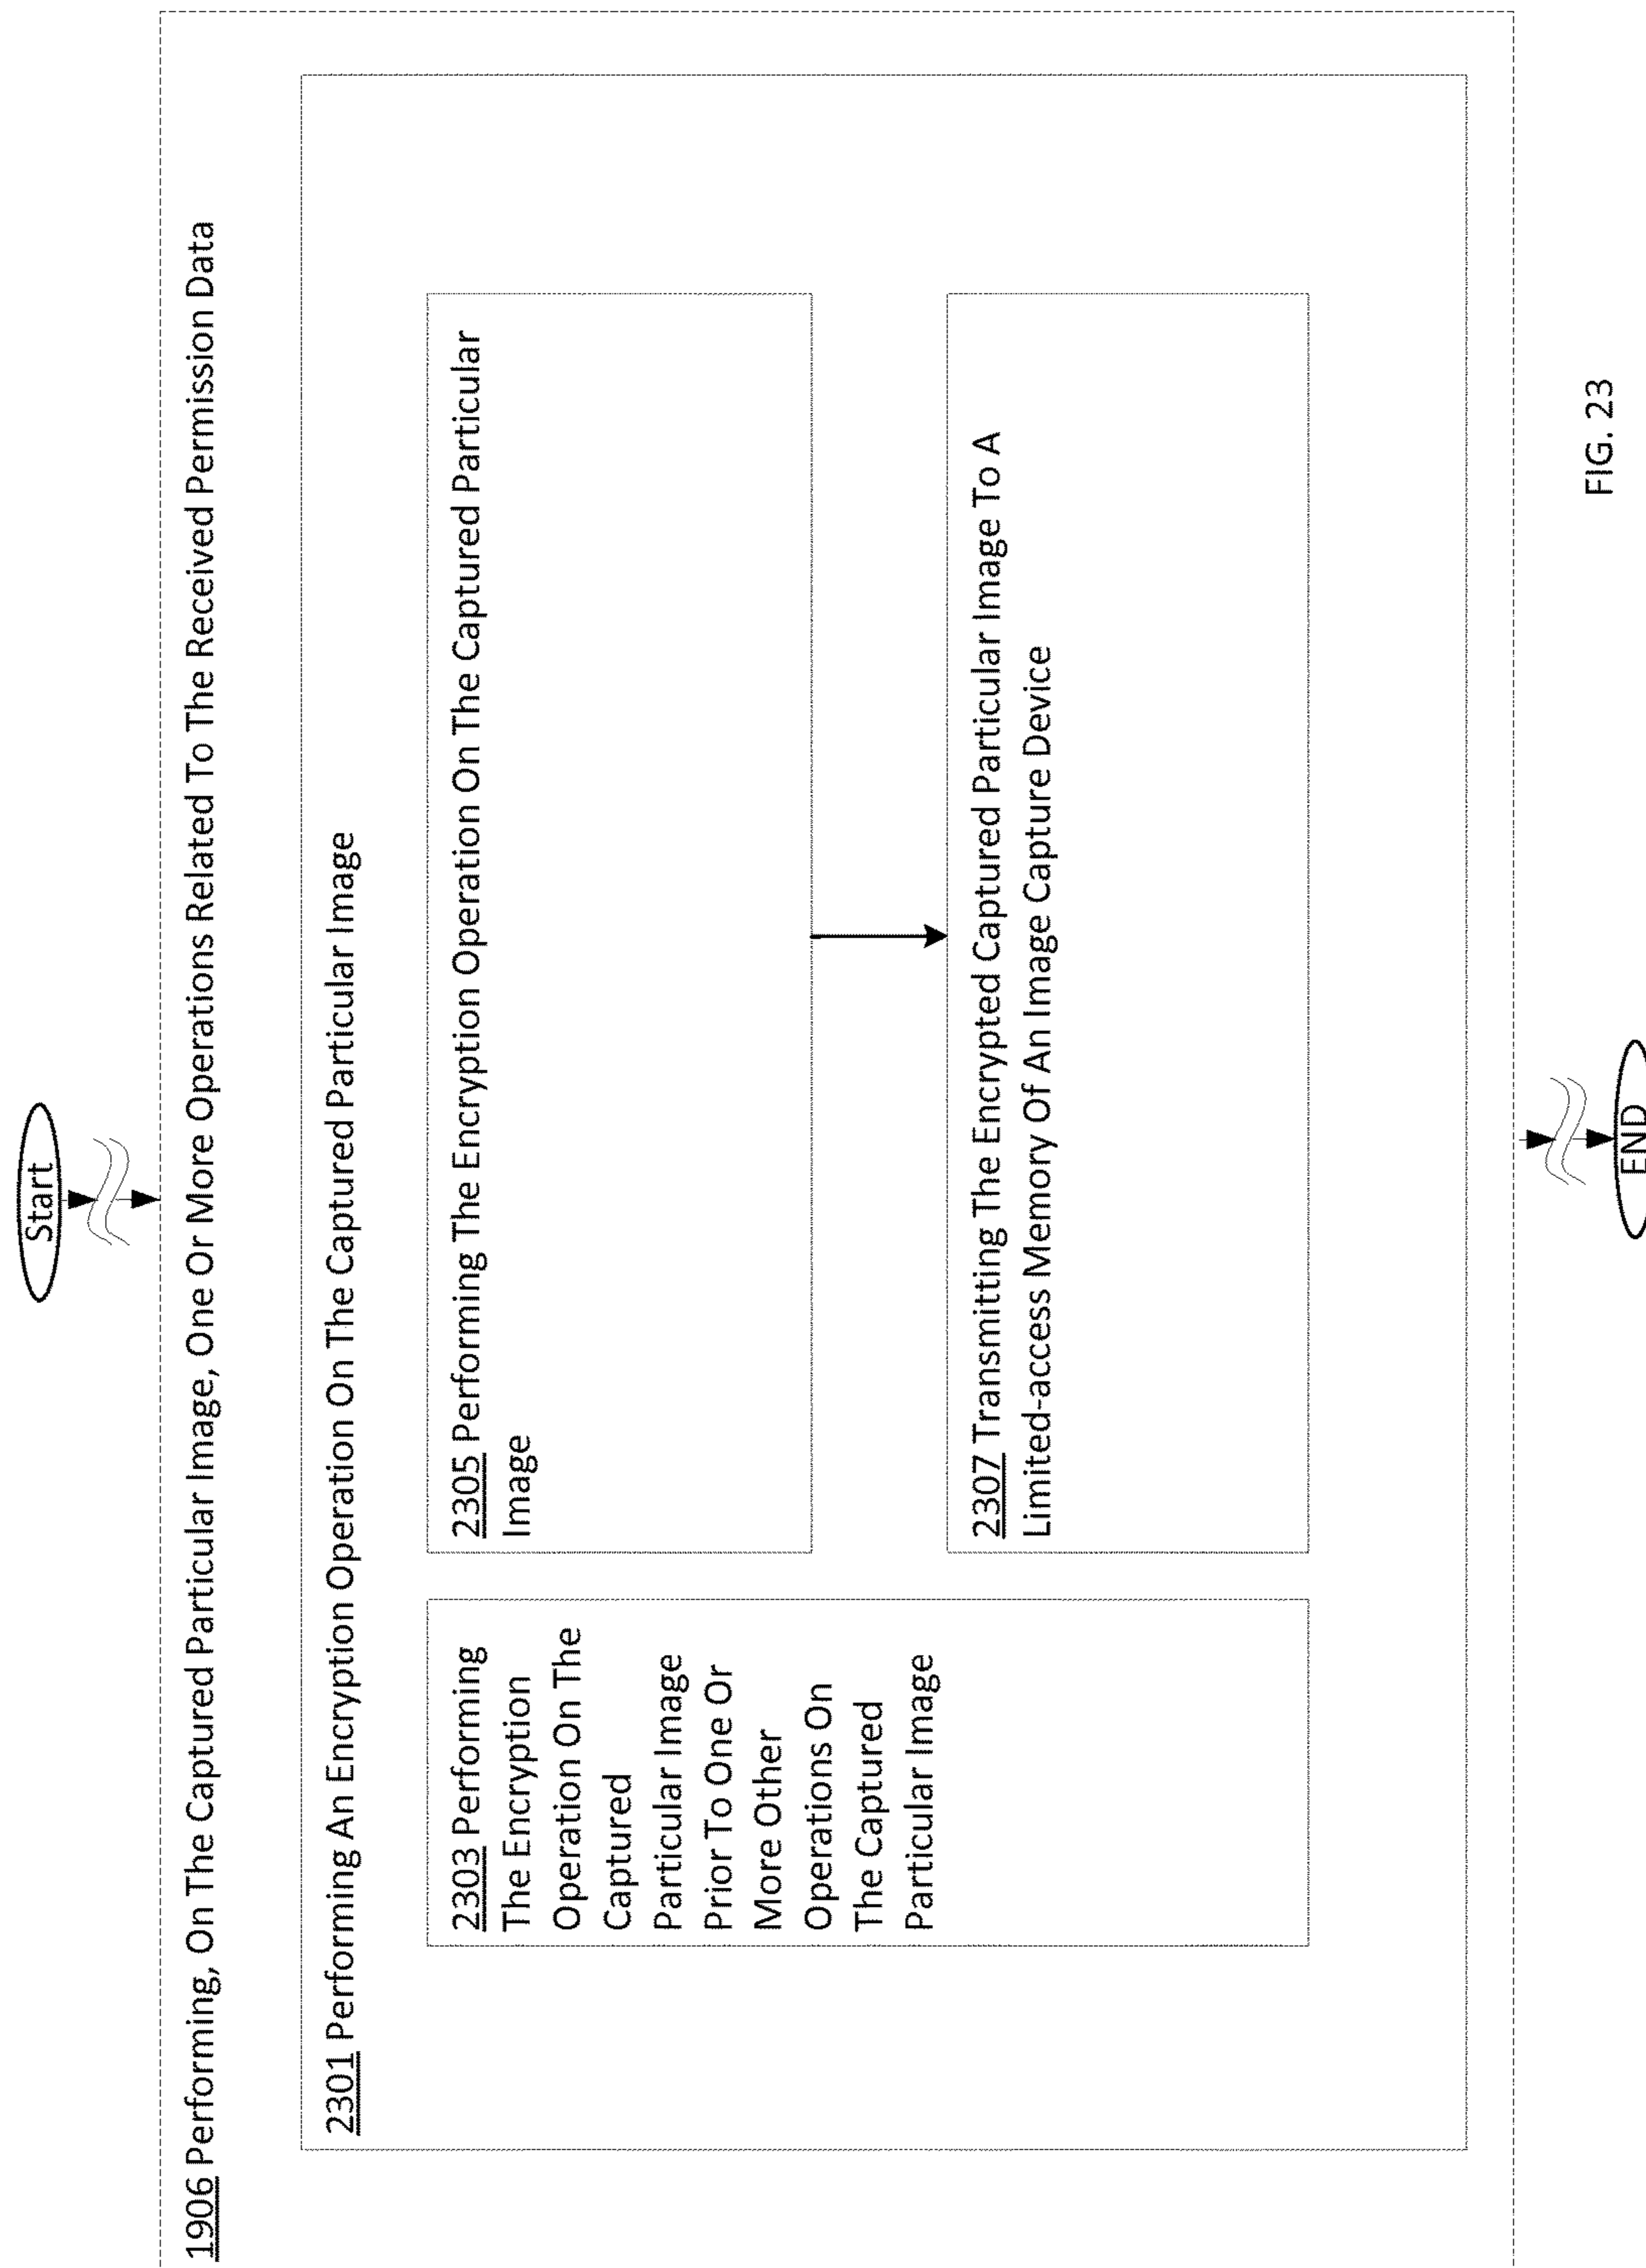 Start
1906 Performing, On The Captured Particular Image, One Or More Operations Related To The Received Permission Data
2301 Performing An Encryption Operation On The Captured Particular Image
2303 Performing
The Encryption
Operation On The
Captured
Particular Image
Prior To One Or
More Other
Operations On
The Captured
Particular Image
2305 Performing The Encryption Operation On The Captured Particular
Image
2307 Transmitting The Encrypted Captured Particular Image To A
Limited-access Memory Of An Image Capture Device
END
FIG. 23